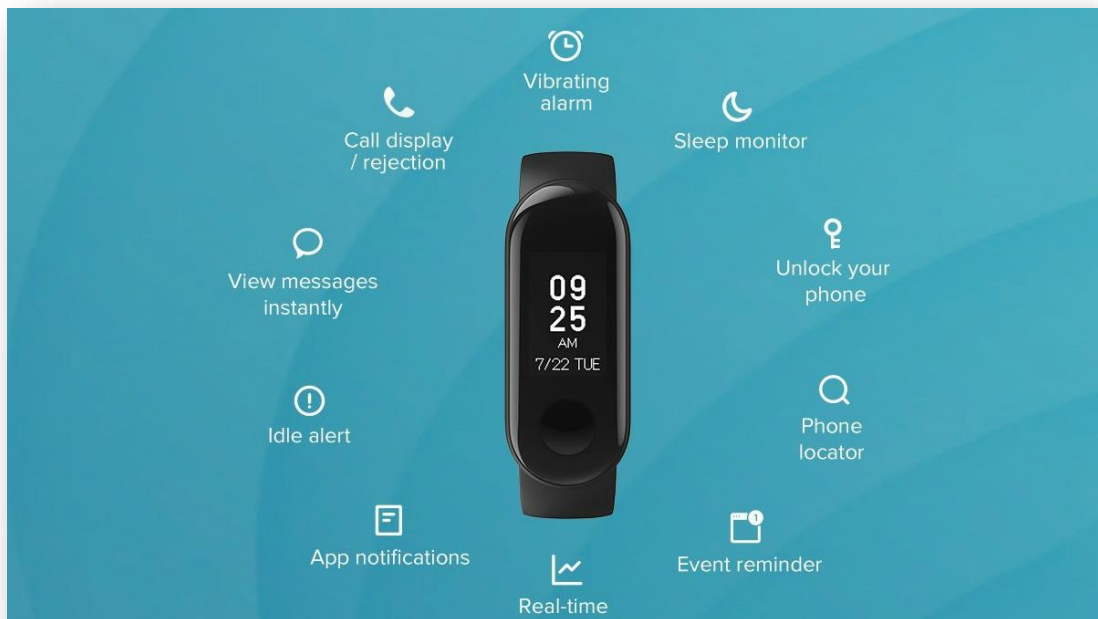 Vibrating
alarm
Call display
/ rejection
Sleep monitor
View messages
instantly
Unlock your
phone
09
25
AM
7/22 TUE
Idle alert
Phone
locator
App notifications
1
Event reminder
Real-time